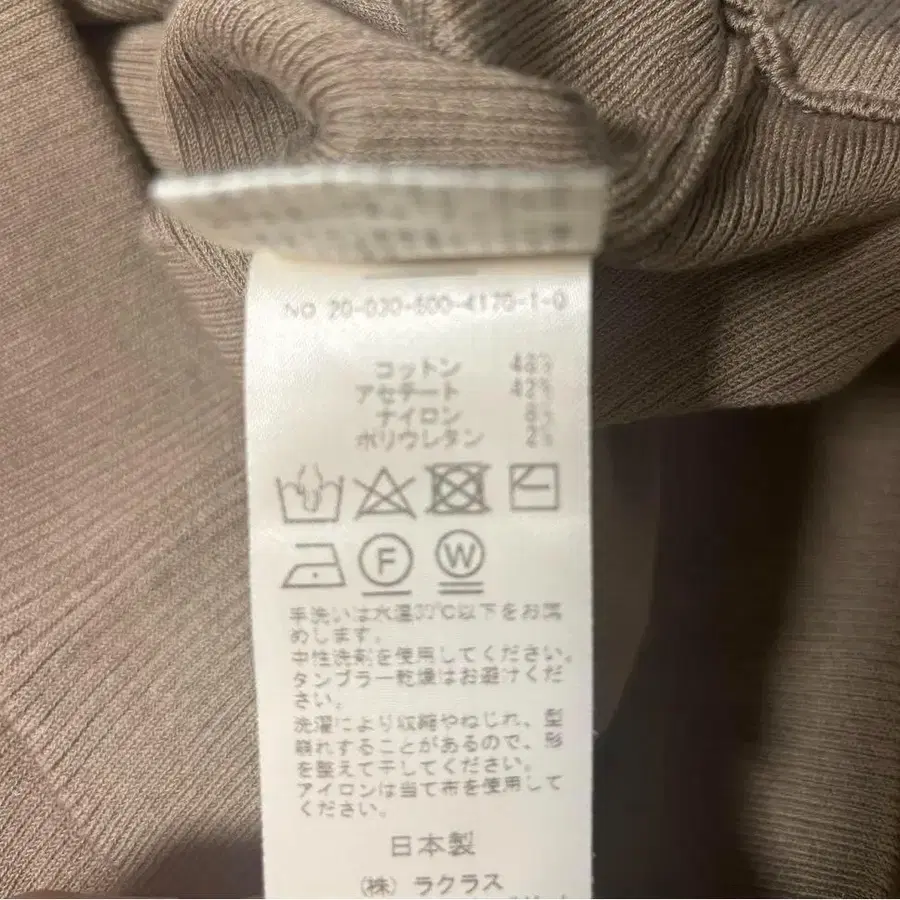 NO 20-030-600-4170-1-0
コットン 48%
アセテート 42%
ナイロン 8%
ポリウレタン 2%
F W
手洗いは水温30℃以下をお薦
めします。
中性洗剤を使用してください。
タンブラー乾燥はお避けくだ
さい。
洗濯により収縮やねじれ、型
崩れすることがあるので、形
を整えて干してください。
アイロンは当て布を使用して
ください。
日本製
(株) ラクラス